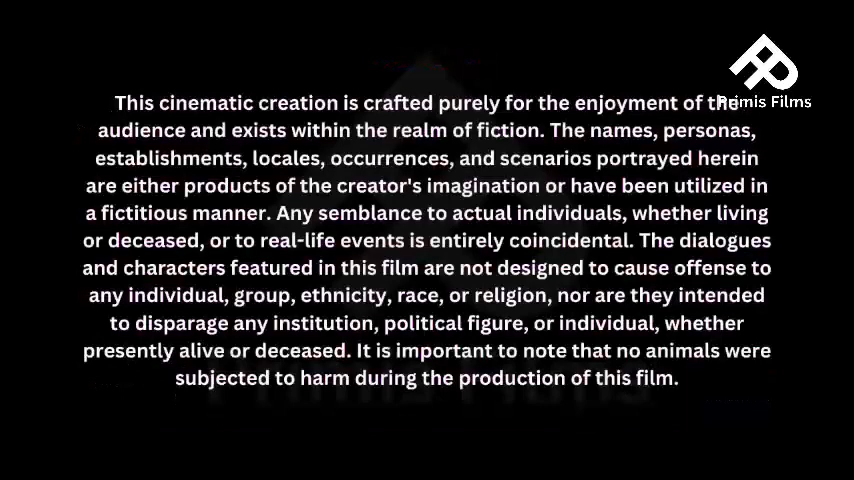 This cinematic creation is crafted purely for the enjoyment of the
audience and exists within the realm of fiction. The names, personas,
establishments, locales, occurrences, and scenarios portrayed herein
are either products of the creator's imagination or have been utilized in
a fictitious manner. Any semblance to actual individuals, whether living
or deceased, or to real-life events is entirely coincidental. The dialogues
and characters featured in this film are not designed to cause offense to
any individual, group, ethnicity, race, or religion, nor are they intended
to disparage any institution, political figure, or individual, whether
presently alive or deceased. It is important to note that no animals were
subjected to harm during the production of this film.
Primis Films